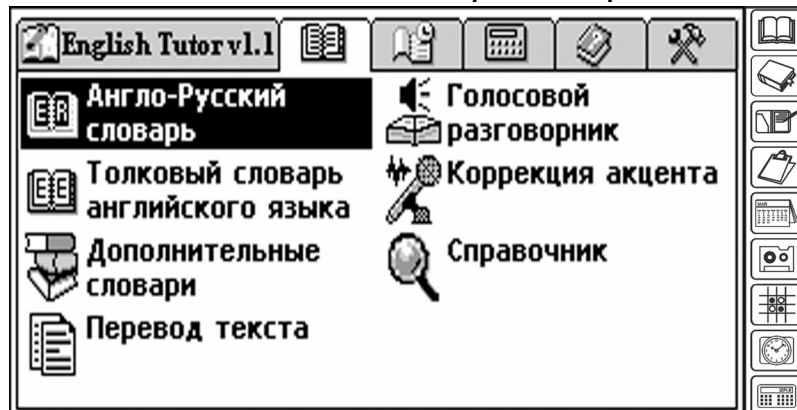 English Tutor v1.1
Англо-Русский
словарь
Толковый словарь
английского языка
Дополнительные
словари
Перевод текста
Голосовой
разговорник
Коррекция акцента
Справочник